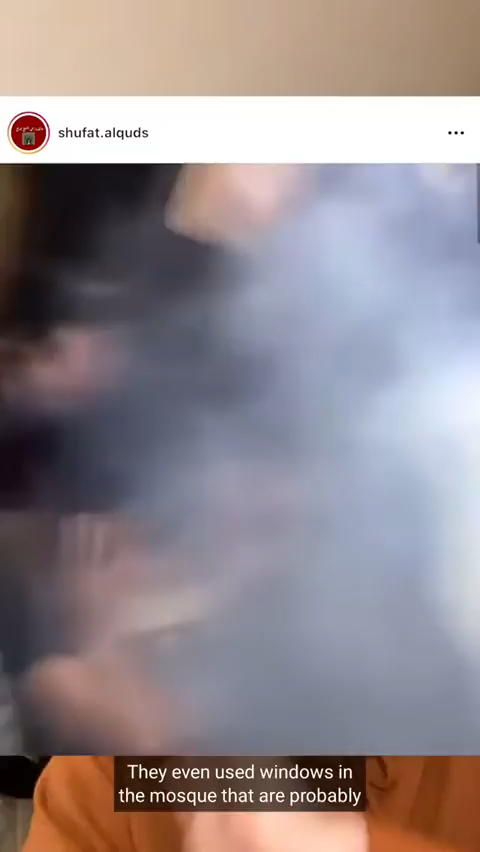 shufat.alquds
They even used windows in
the mosque that are probably